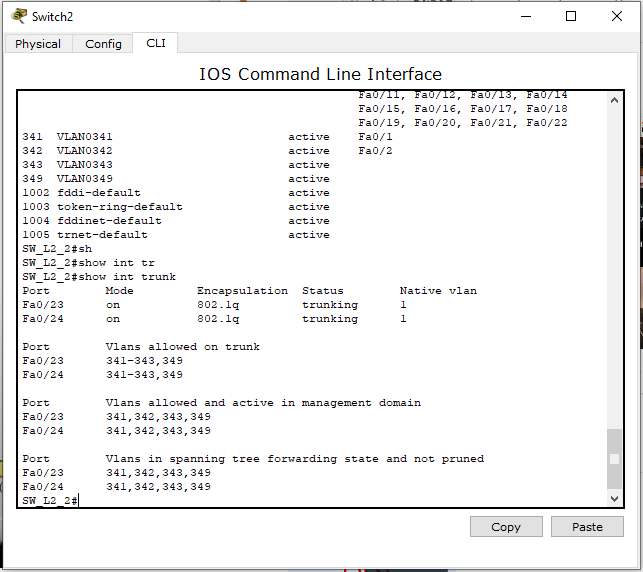 Switch2
Physical Config CLI
IOS Command Line Interface
Fa0/11, Fa0/12, Fa0/13, Fa0/14
Fa0/15, Fa0/16, Fa0/17, Fa0/18
Fa0/19, Fa0/20, Fa0/21, Fa0/22
341 VLAN0341 active Fa0/1
342 VLAN0342 active Fa0/2
343 VLAN0343 active
349 VLAN0349 active
1002 fddi-default active
1003 token-ring-default active
1004 fddinet-default active
1005 trnet-default active
SW_L2_2#sh
SW_L2_2#show int tr
SW_L2_2#show int trunk
Port Mode Encapsulation Status Native vlan
Fa0/23 on 802.1q trunking 1
Fa0/24 on 802.1q trunking 1
Port Vlans allowed on trunk
Fa0/23 341-343,349
Fa0/24 341-343,349
Port Vlans allowed and active in management domain
Fa0/23 341,342,343,349
Fa0/24 341,342,343,349
Port Vlans in spanning tree forwarding state and not pruned
Fa0/23 341,342,343,349
Fa0/24 341,342,343,349
SW_L2_2#
Copy Paste